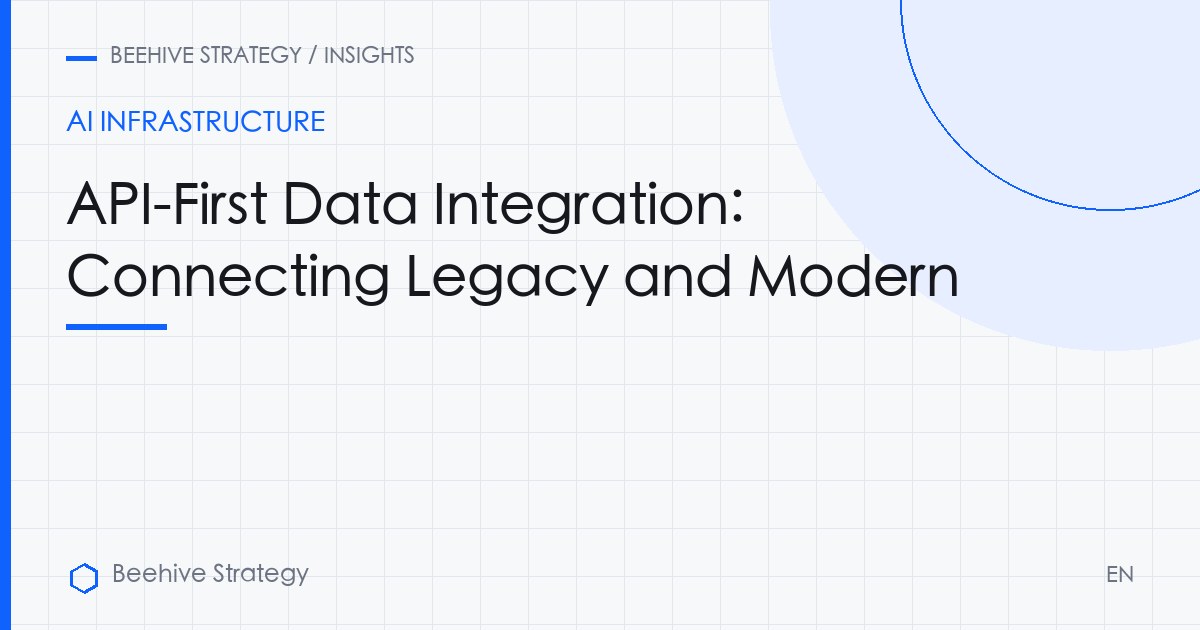 BEEHIVE STRATEGY / INSIGHTS
AI INFRASTRUCTURE
API-First Data Integration:
Connecting Legacy and Modern
Beehive Strategy
EN